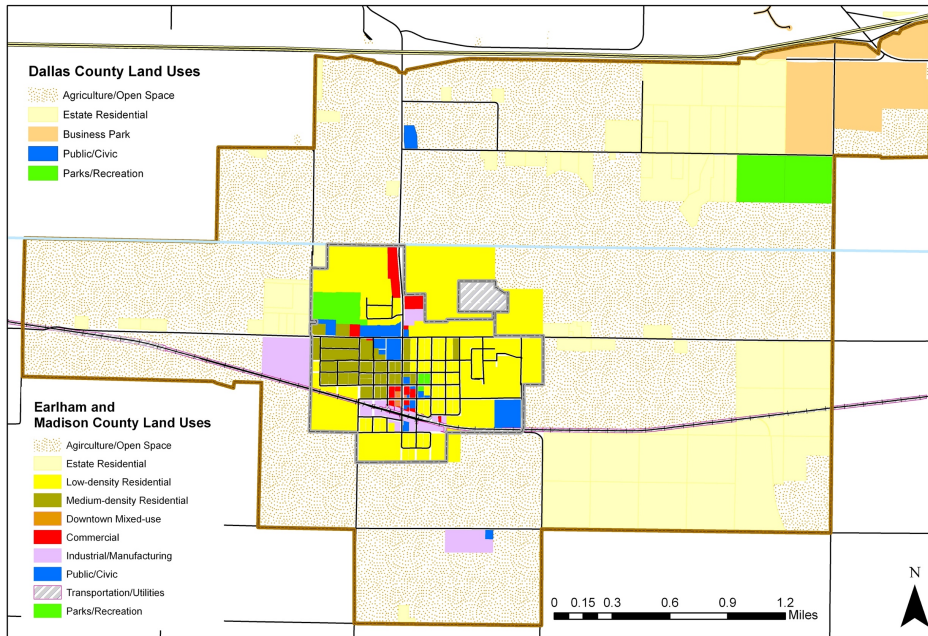 Dallas County Land Uses
Agriculture/Open Space
Estate Residential
Business Park
Public/Civic
Parks/Recreation
Earlham and
Madison County Land Uses
Agirculture/Open Space
Estate Residential
Low-density Residential
Medium-density Residential
Downtown Mixed-use
Commercial
Industrial/Manufacturing
Public/Civic
Transportation/Utilities
Parks/Recreation
0 0.15 0.3 0.6 0.9 1.2
Miles
N